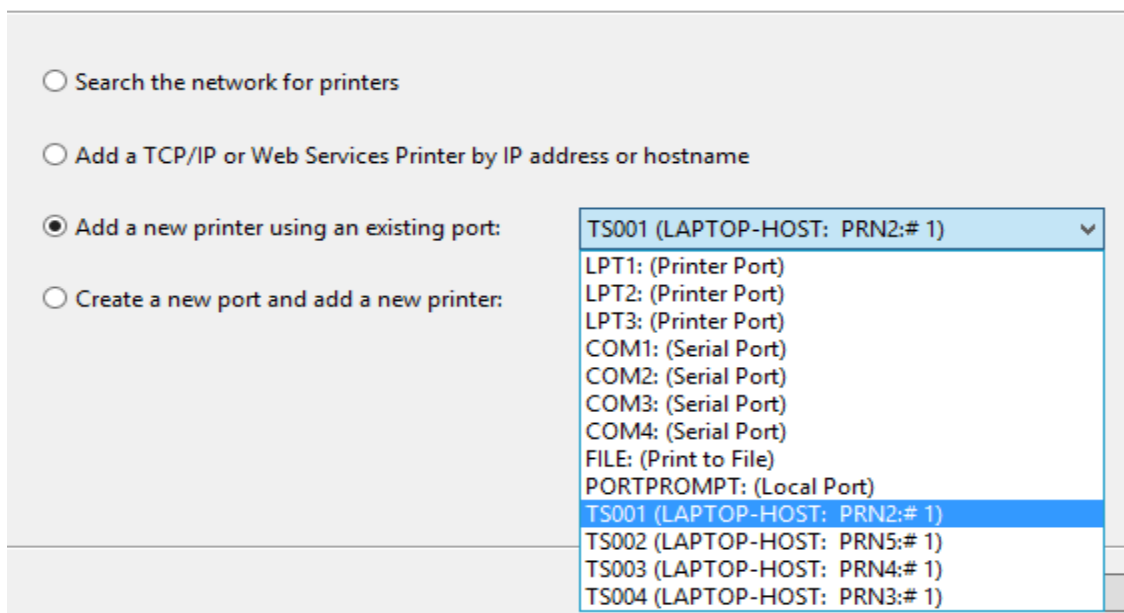 Search the network for printers
Add a TCP/IP or Web Services Printer by IP address or hostname
Add a new printer using an existing port:
TS001 (LAPTOP-HOST:  PRN2:# 1)
Create a new port and add a new printer:
LPT1: (Printer Port)
LPT2: (Printer Port)
LPT3: (Printer Port)
COM1: (Serial Port)
COM2: (Serial Port)
COM3: (Serial Port)
COM4: (Serial Port)
FILE: (Print to File)
PORTPROMPT: (Local Port)
TS001 (LAPTOP-HOST:  PRN2:# 1)
TS002 (LAPTOP-HOST:  PRN5:# 1)
TS003 (LAPTOP-HOST:  PRN4:# 1)
TS004 (LAPTOP-HOST:  PRN3:# 1)